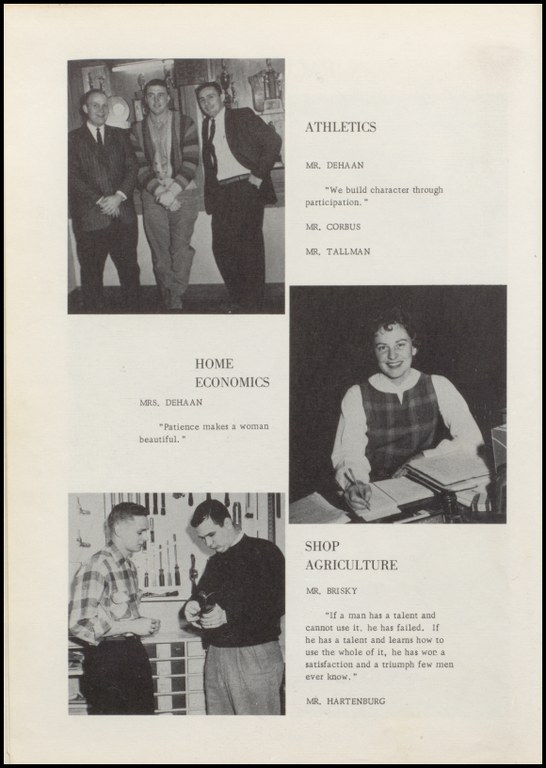 ATHLETICS
MR. DEHAAN
"We build character through
participation."
MR. CORBUS
MR. TALLMAN
HOME
ECONOMICS
MRS. DEHAAN
"Patience makes a woman
beautiful."
SHOP
AGRICULTURE
MR. BRISKY
"If a man has a talent and
cannot use it, he has failed. If
he has a talent and learns how to
use the whole of it, he has won a
satisfaction and a triumph few men
ever know."
MR. HARTENBURG